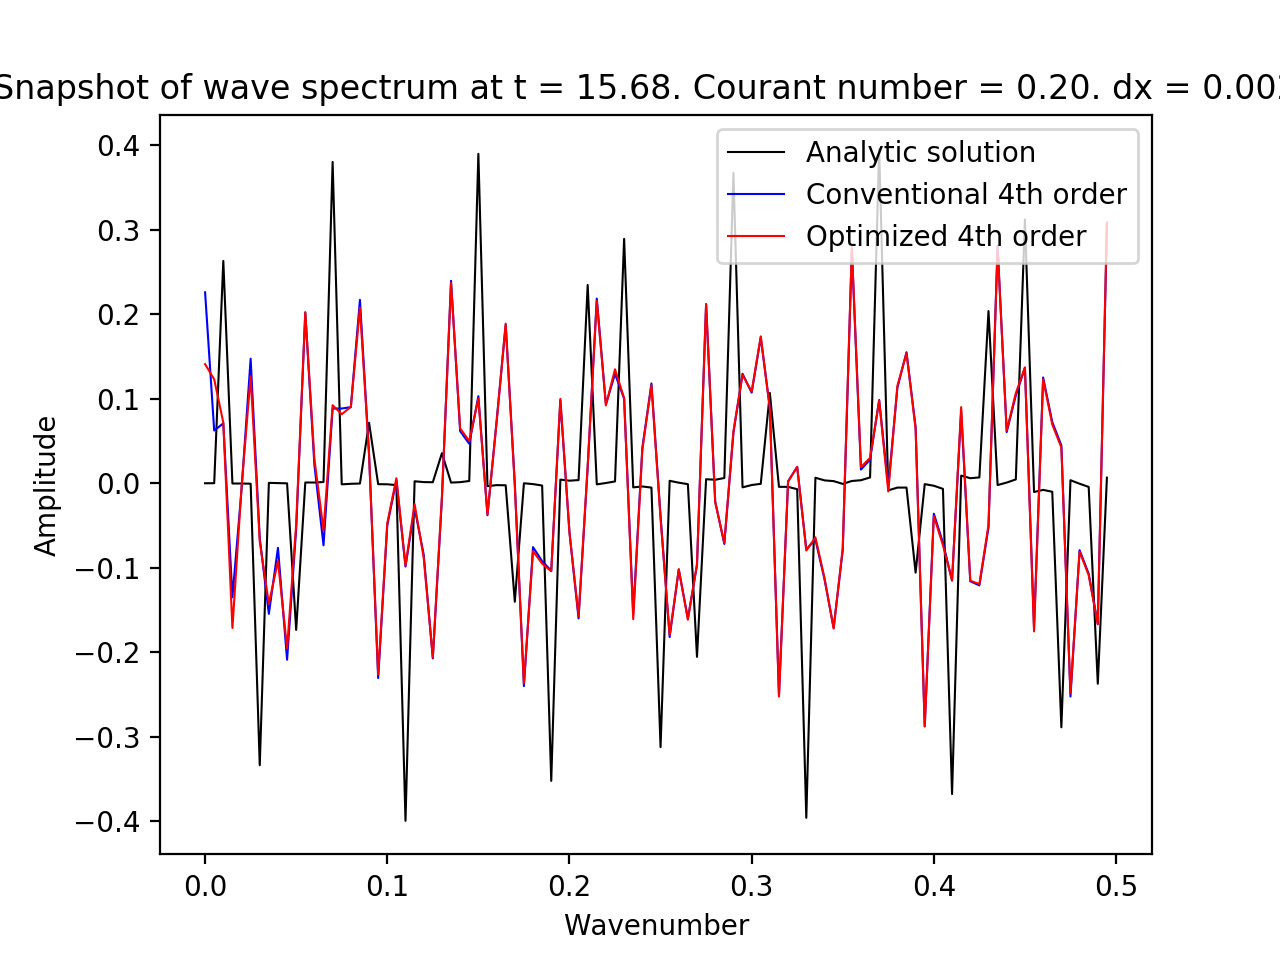 Snapshot of wave spectrum at t = 15.68. Courant number = 0.20. dx =
Analytic solution
Conventional 4th order
Optimized 4th order
Amplitude
0.4
0.3
0.2
0.1
0.0
−0.1
−0.2
−0.3
−0.4
0.0 0.1 0.2 0.3 0.4 0.5
Wavenumber